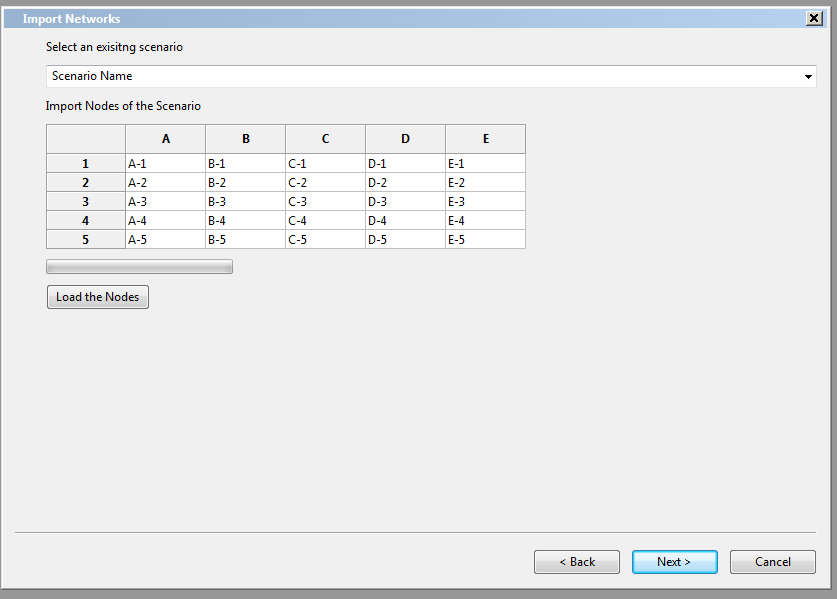 Import Networks
Select an exisitng scenario
Scenario Name
Import Nodes of the Scenario
A B C D E
1 A-1 B-1 C-1 D-1 E-1
2 A-2 B-2 C-2 D-2 E-2
3 A-3 B-3 C-3 D-3 E-3
4 A-4 B-4 C-4 D-4 E-4
5 A-5 B-5 C-5 D-5 E-5
Load the Nodes
< Back Next > Cancel